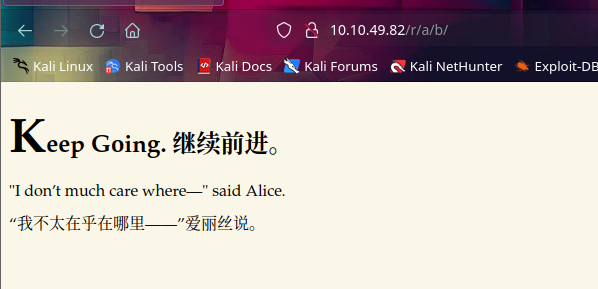 10.10.49.82/r/a/b/
Kali Linux Kali Tools Kali Docs Kali Forums Kali NetHunter Exploit-DB
Keep Going. 继续前进。
"I don’t much care where—" said Alice.
“我不太在乎在哪里——”爱丽丝说。